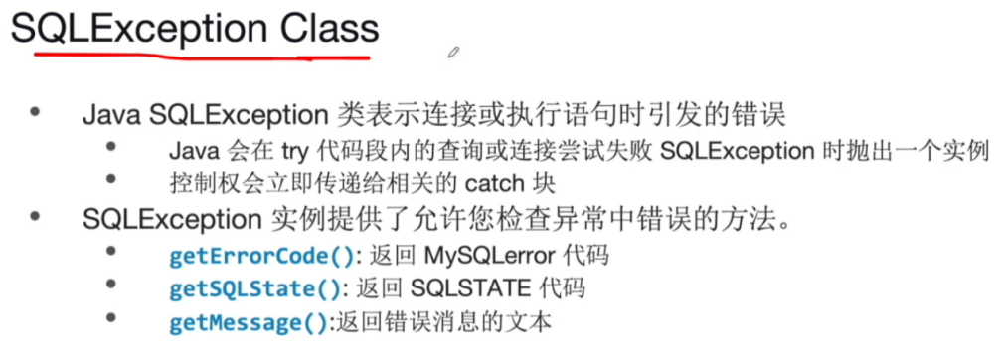 SQLException Class
Java SQLException 类表示连接或执行语句时引发的错误
Java 会在 try 代码段内的查询或连接尝试失败 SQLException 时抛出一个实例
控制权会立即传递给相关的 catch 块
SQLException 实例提供了允许您检查异常中错误的方法。
getErrorCode(): 返回 MySQLerror 代码
getSQLState(): 返回 SQLSTATE 代码
getMessage():返回错误消息的文本